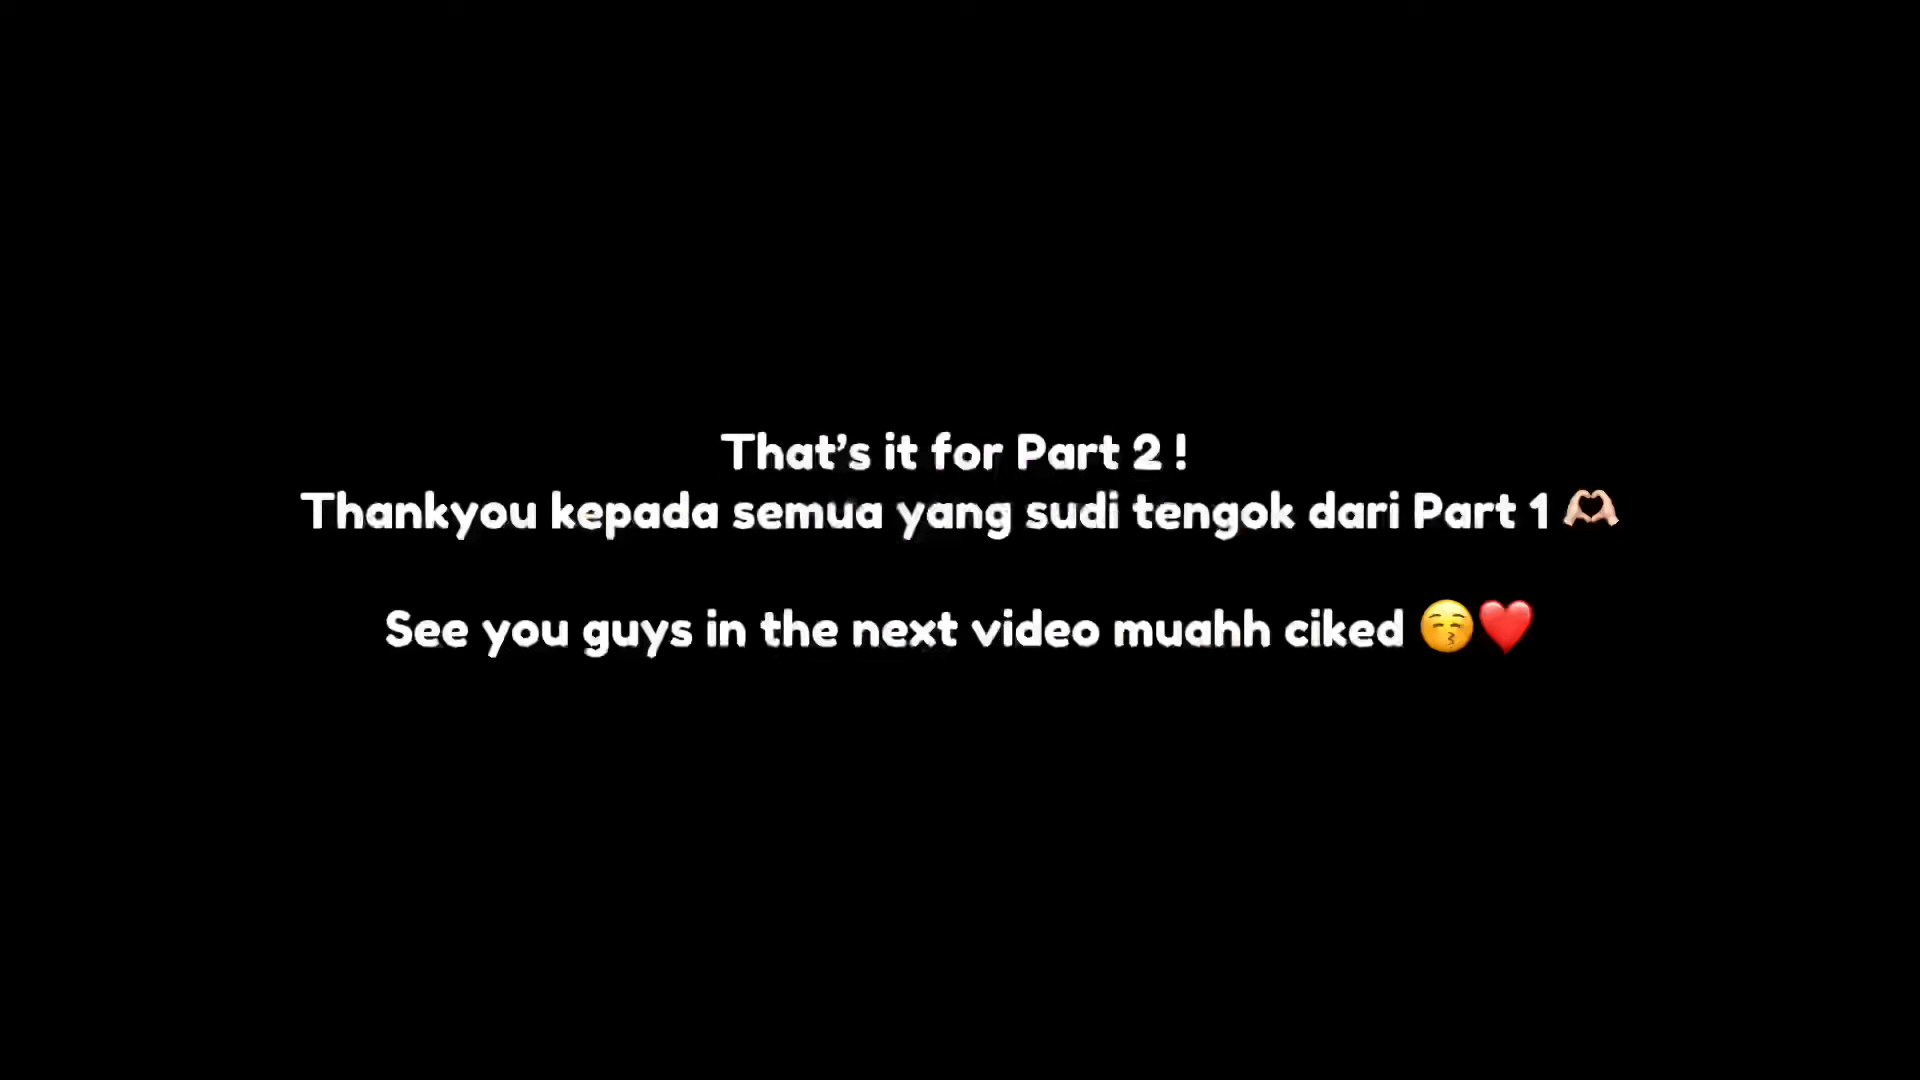 That’s it for Part 2 !
Thankyou kepada semua yang sudi tengok dari Part 1 🫶🏻
See you guys in the next video muahh ciked 😚❤️